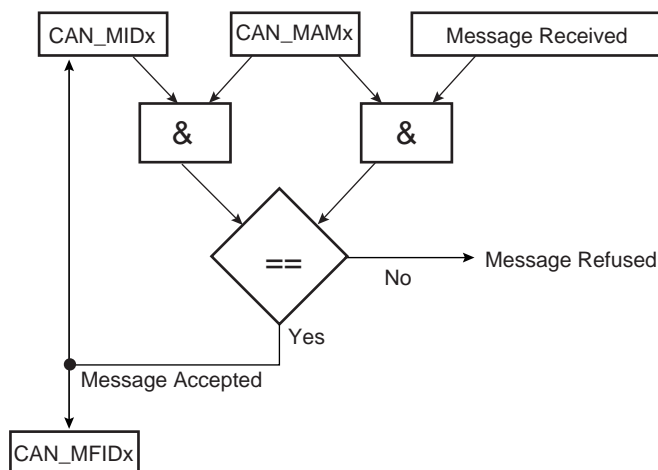 CAN_MIDx
CAN_MAMx
Message Received
&
&
==
No
Message Refused
Yes
Message Accepted
CAN_MFIDx